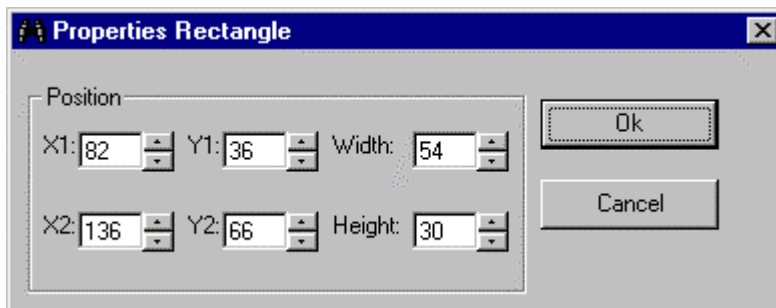 Properties Rectangle
Position
X1: 82 Y1: 36 Width: 54
Ok
X2: 136 Y2: 66 Height: 30
Cancel